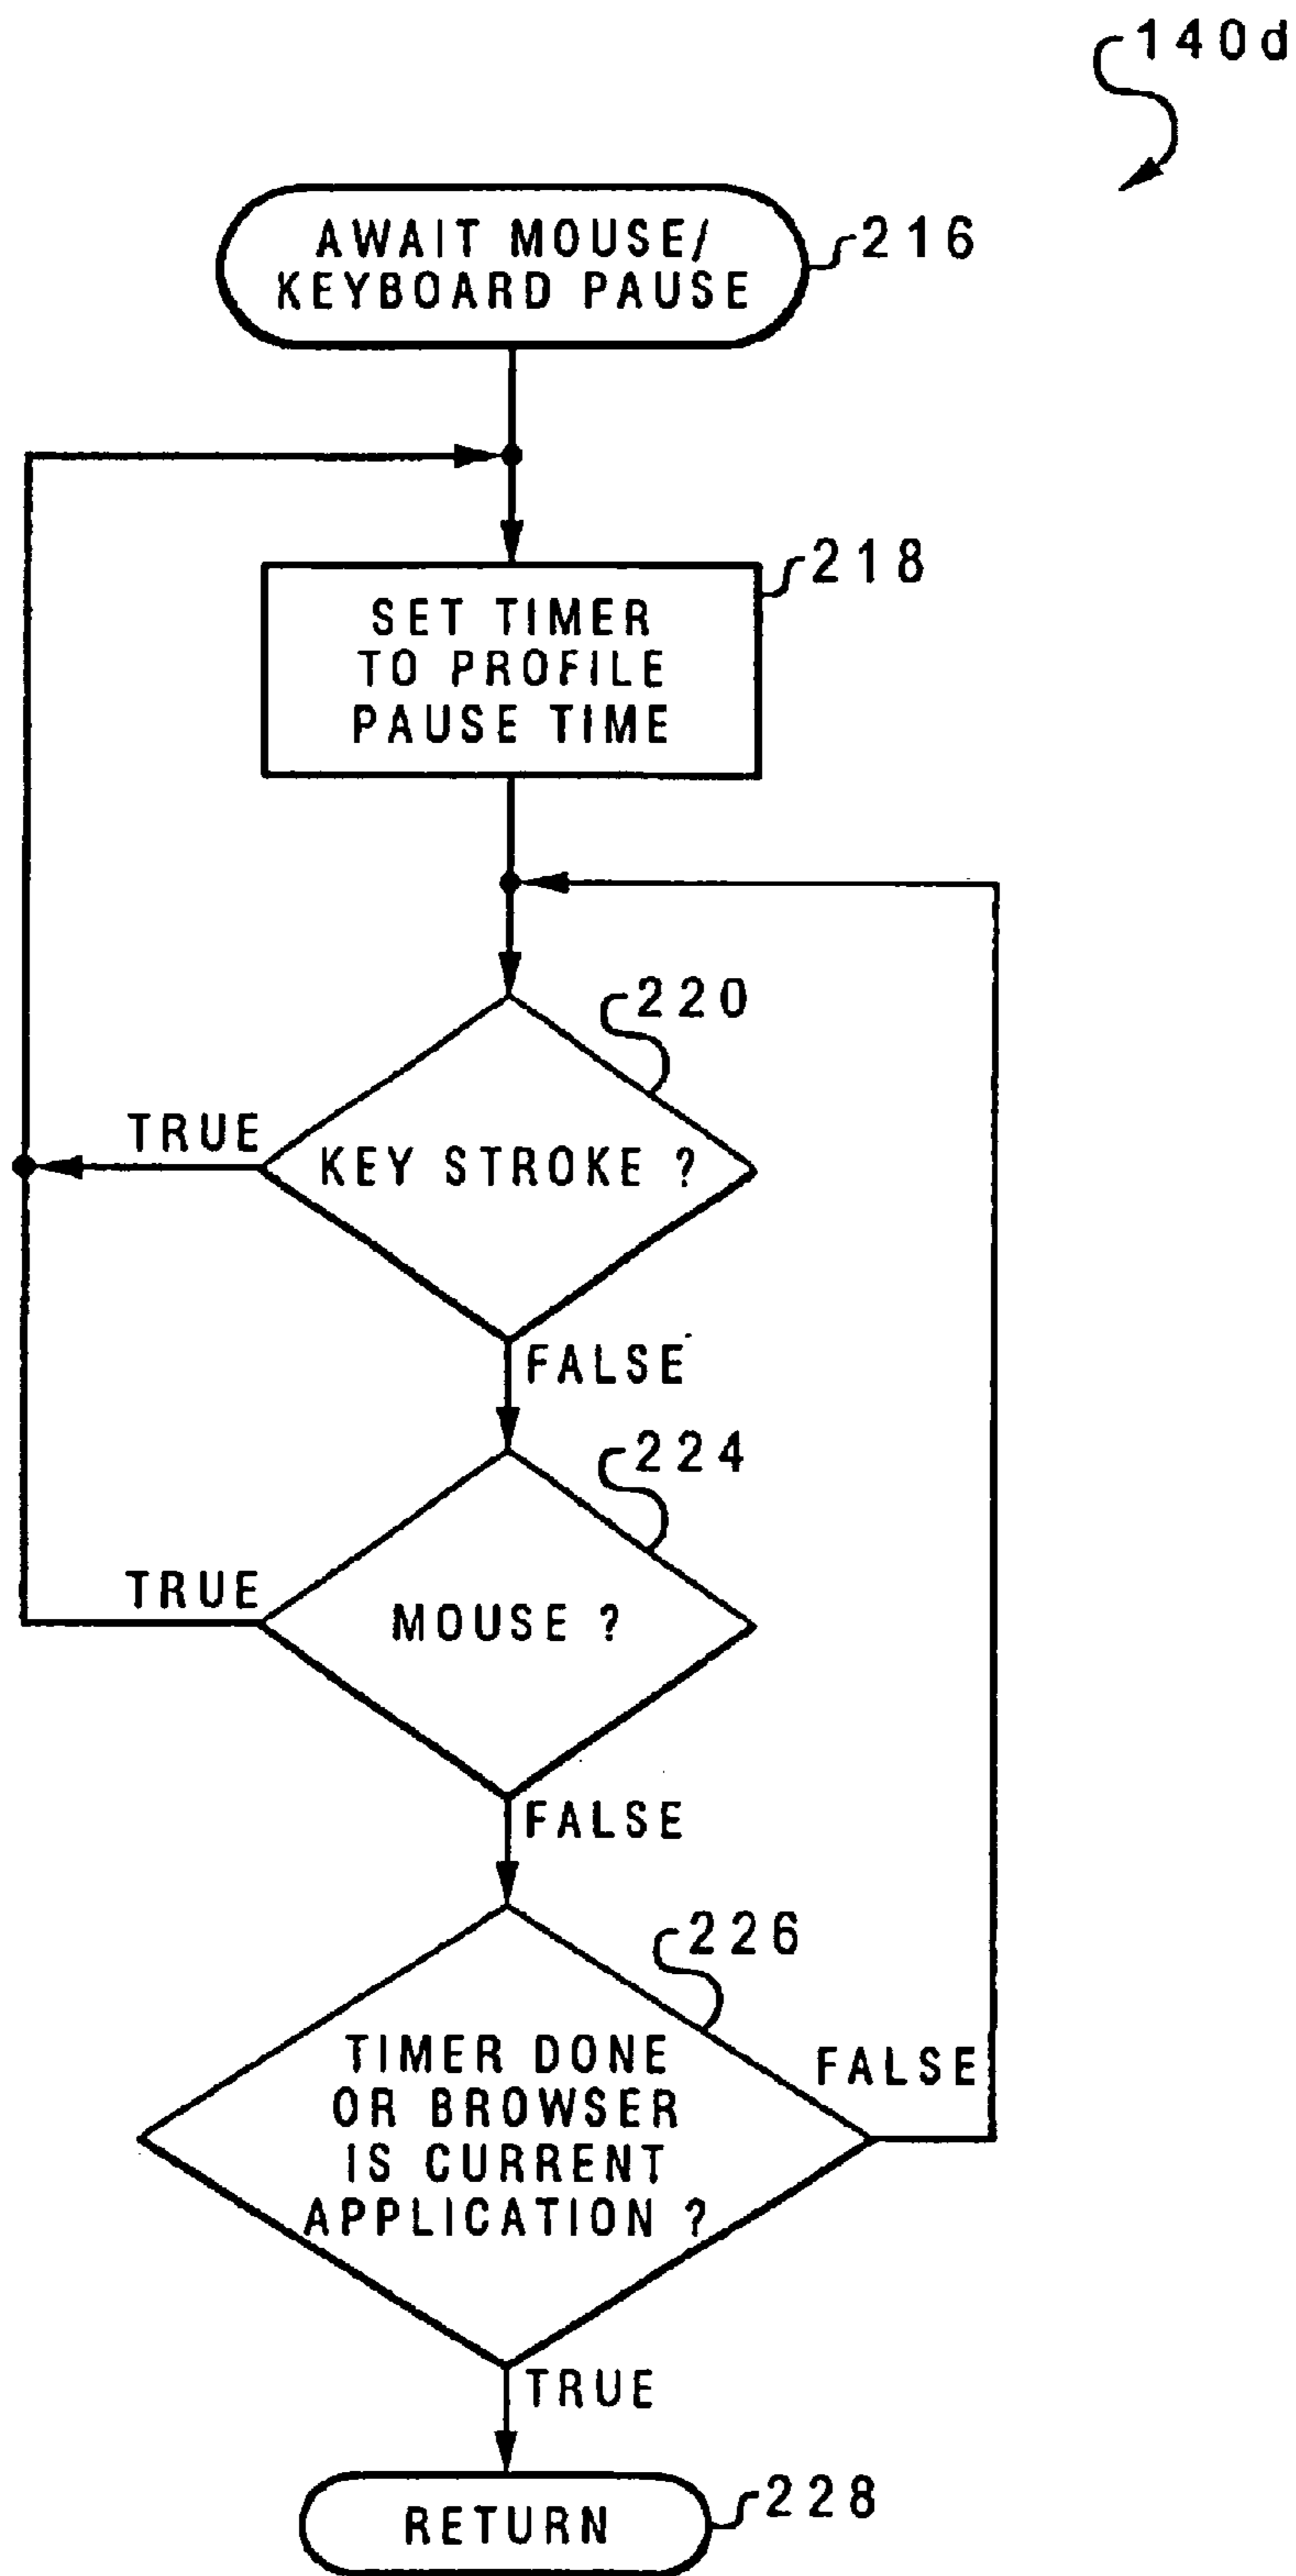 140d
AWAIT MOUSE/
KEYBOARD PAUSE
216
218
SET TIMER
TO PROFILE
PAUSE TIME
220
TRUE
KEY STROKE ?
FALSE
224
TRUE
MOUSE ?
FALSE
226
TIMER DONE
OR BROWSER
IS CURRENT
APPLICATION ?
FALSE
TRUE
RETURN
228